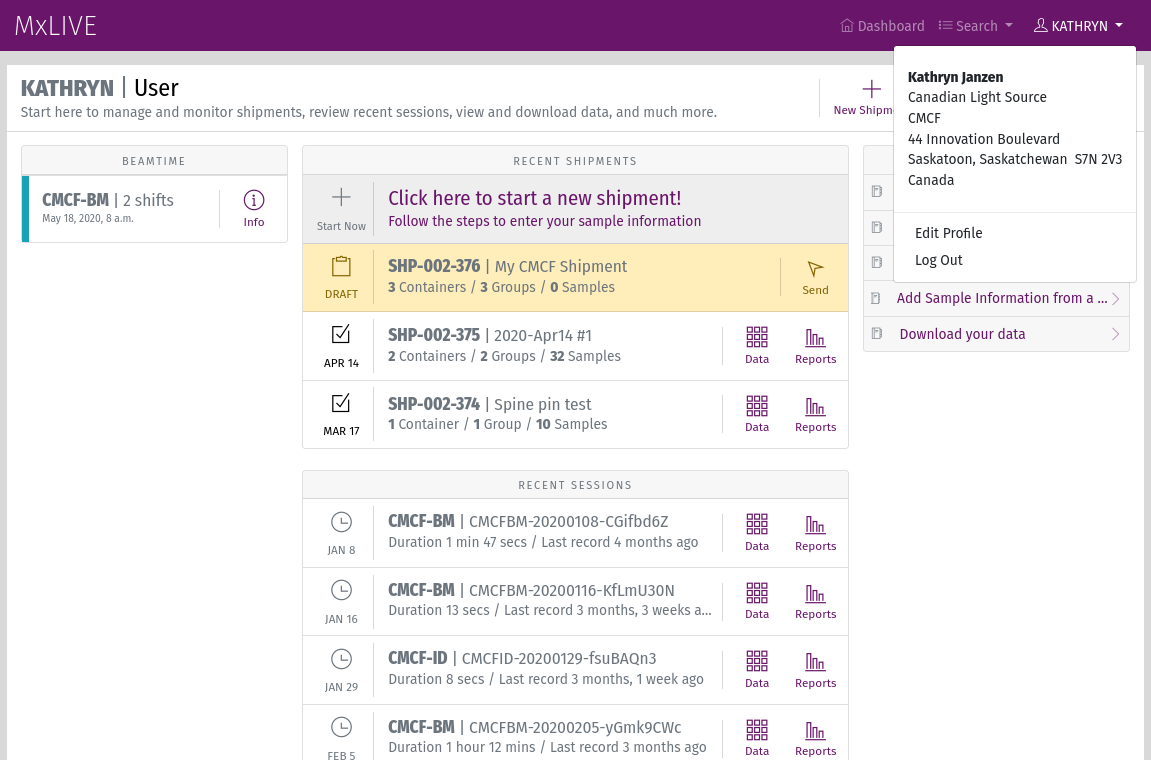 MxLIVE
Dashboard
Search
KATHRYN
KATHRYN | User
Start here to manage and monitor shipments, review recent sessions, view and download data, and much more.
Kathryn Janzen
Canadian Light Source
CMCF
44 Innovation Boulevard
Saskatoon, Saskatchewan S7N 2V3
Canada
Edit Profile
Log Out
BEAMTIME
CMCF-BM | 2 shifts
May 18, 2020, 8 a.m.
Info
RECENT SHIPMENTS
Start Now
Click here to start a new shipment!
Follow the steps to enter your sample information
DRAFT
SHP-002-376 | My CMCF Shipment
3 Containers / 3 Groups / 0 Samples
Send
APR 14
SHP-002-375 | 2020-Apr14 #1
2 Containers / 2 Groups / 32 Samples
Data
Reports
MAR 17
SHP-002-374 | Spine pin test
1 Container / 1 Group / 10 Samples
Data
Reports
RECENT SESSIONS
JAN 8
CMCF-BM | CMCFBM-20200108-CGifbd6Z
Duration 1 min 47 secs / Last record 4 months ago
Data
Reports
JAN 16
CMCF-BM | CMCFBM-20200116-KfLmU30N
Duration 13 secs / Last record 3 months, 3 weeks a...
Data
Reports
JAN 29
CMCF-ID | CMCFID-20200129-fsuBAQn3
Duration 8 secs / Last record 3 months, 1 week ago
Data
Reports
FEB 5
CMCF-BM | CMCFBM-20200205-yGmk9CWc
Duration 1 hour 12 mins / Last record 3 months ago
Data
Reports
New
Add Sample Information from a ...
Download your data